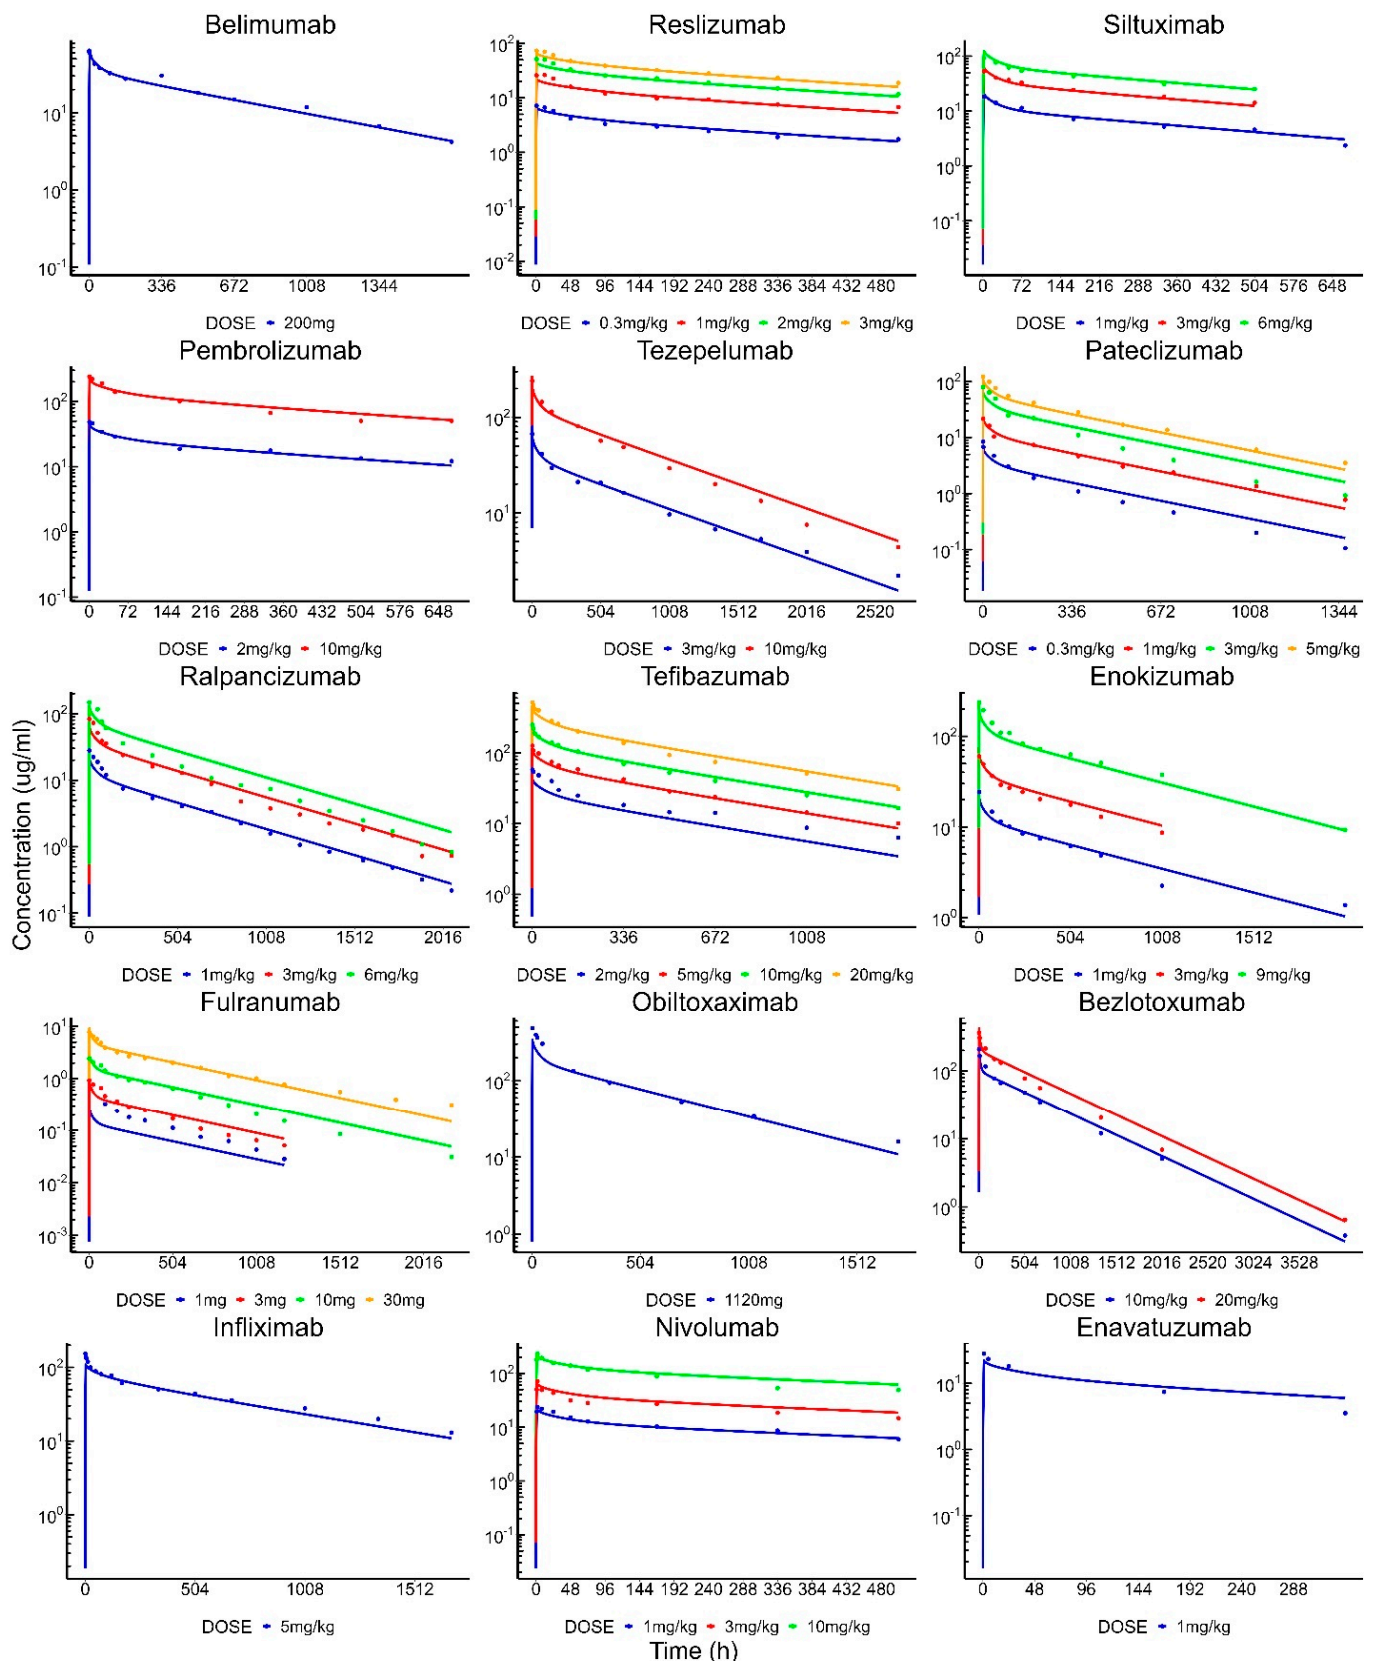 Belimumab
Reslizumab
Siltuximab
10^1
10^0
10^-1
0 336 672 1008 1344
DOSE 200mg
10^2
10^1
10^0
10^-1
10^-2
0 48 96 144 192 240 288 336 384 432 480
DOSE 0.3mg/kg 1mg/kg 2mg/kg 3mg/kg
10^2
10^1
10^0
10^-1
0 72 144 216 288 360 432 504 576 648
DOSE 1mg/kg 3mg/kg 6mg/kg
Pembrolizumab
Tezepelumab
Pateclizumab
10^2
10^1
10^0
10^-1
0 72 144 216 288 360 432 504 576 648
DOSE 2mg/kg 10mg/kg
10^2
10^1
0 504 1008 1512 2016 2520
DOSE 3mg/kg 10mg/kg
10^2
10^1
10^0
10^-1
0 336 672 1008 1344
DOSE 0.3mg/kg 1mg/kg 3mg/kg 5mg/kg
Ralpancizumab
Tefibazumab
Enokizumab
Concentration (ug/ml)
10^2
10^1
10^0
10^-1
0 504 1008 1512 2016
DOSE 1mg/kg 3mg/kg 6mg/kg
10^2
10^1
10^0
0 336 672 1008
DOSE 2mg/kg 5mg/kg 10mg/kg 20mg/kg
10^2
10^1
10^0
0 504 1008 1512
DOSE 1mg/kg 3mg/kg 9mg/kg
Fulranumab
Obiltoxaximab
Bezlotoxumab
10^1
10^0
10^-1
10^-2
10^-3
0 504 1008 1512 2016
DOSE 1mg 3mg 10mg 30mg
10^2
10^1
10^0
0 504 1008 1512
DOSE 1120mg
10^2
10^1
10^0
0 504 1008 1512 2016 2520 3024 3528
DOSE 10mg/kg 20mg/kg
Infliximab
Nivolumab
Enavatuzumab
10^2
10^1
10^0
0 504 1008 1512
DOSE 5mg/kg
10^2
10^1
10^0
10^-1
0 48 96 144 192 240 288 336 384 432 480
DOSE 1mg/kg 3mg/kg 10mg/kg
10^1
10^0
10^-1
0 48 96 144 192 240 288
DOSE 1mg/kg
Time (h)